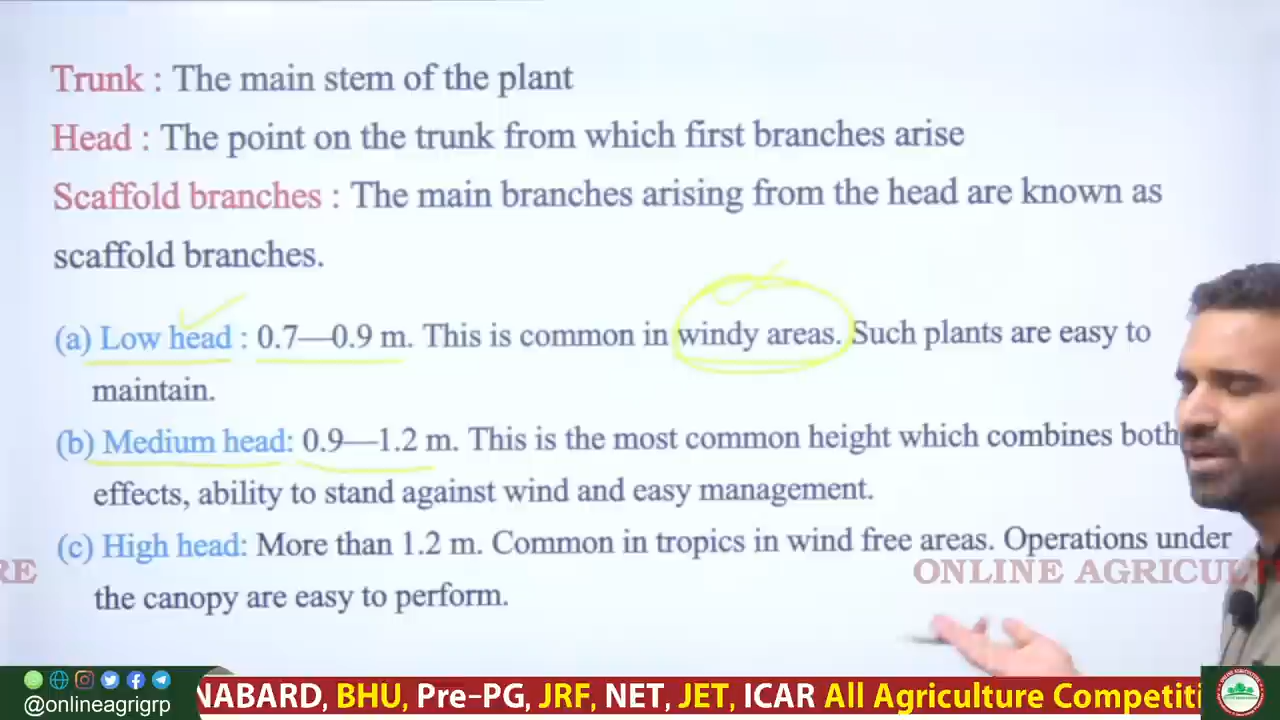 Trunk : The main stem of the plant
Head : The point on the trunk from which first branches arise
Scaffold branches : The main branches arising from the head are known as
scaffold branches.
(a) Low head : 0.7—0.9 m. This is common in windy areas. Such plants are easy to
maintain.
(b) Medium head: 0.9—1.2 m. This is the most common height which combines both
effects, ability to stand against wind and easy management.
(c) High head: More than 1.2 m. Common in tropics in wind free areas. Operations under
the canopy are easy to perform.
RE
ONLINE AGRICULT
@onlineagrigrp
NABARD, BHU, Pre-PG, JRF, NET, JET, ICAR All Agriculture Competiti